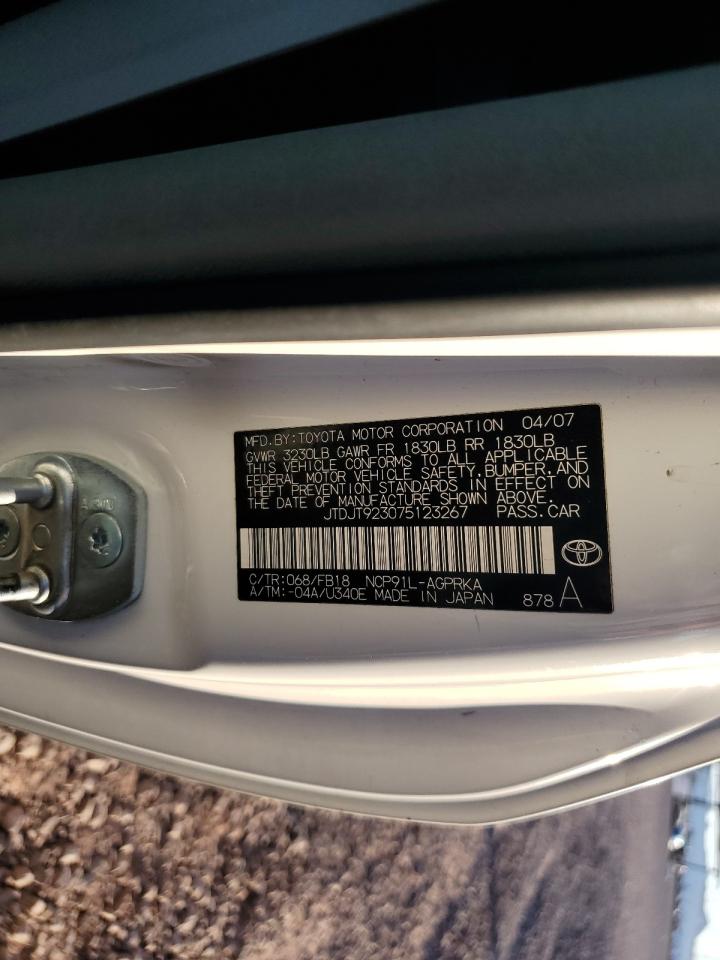 MFD.BY:TOYOTA MOTOR CORPORATION 04/07
GVWR 3230LB GAWR FR 1830LB RR 1830LB
THIS VEHICLE CONFORMS TO ALL APPLICABLE
FEDERAL MOTOR VEHICLE SAFETY,BUMPER,AND
THEFT PREVENTION STANDARDS IN EFFECT ON
THE DATE OF MANUFACTURE SHOWN ABOVE.
JTDJT923075123267 PASS.CAR
C/TR:068/FB18 NCP91L-AGPRKA
A/TM:-04A/U340E MADE IN JAPAN 878 A